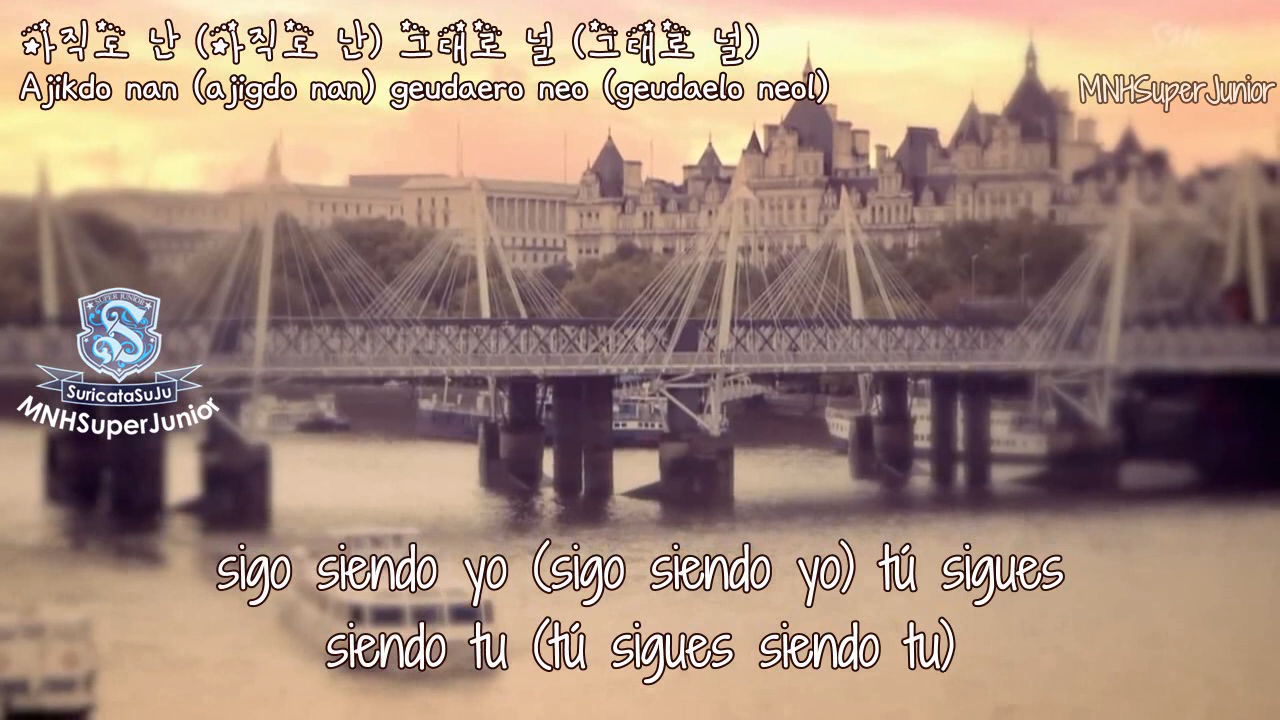 아직도 난 (아직도 난) 그대로 널 (그대로 널)
Ajikdo nan (ajigdo nan) geudaero neo (geudaelo neol)
MNHSuperJunior
SUPER JUNIOR
SuricataSuJu
MNHSuperJunior
sigo siendo yo (sigo siendo yo) tú sigues
siendo tu (tú sigues siendo tu)